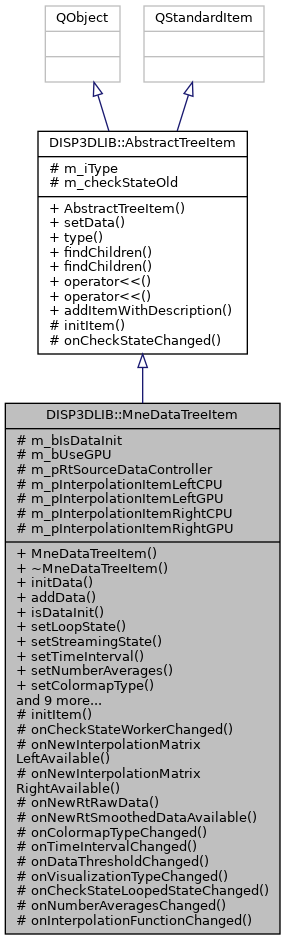 QObject
QStandardItem
DISP3DLIB::AbstractTreeItem
# m_iType
# m_checkStateOld
+ AbstractTreeItem()
+ setData()
+ type()
+ findChildren()
+ findChildren()
+ operator<<()
+ operator<<()
+ addItemWithDescription()
# initItem()
# onCheckStateChanged()
DISP3DLIB::MneDataTreeItem
# m_bIsDataInit
# m_bUseGPU
# m_pRtSourceDataController
# m_pInterpolationItemLeftCPU
# m_pInterpolationItemLeftGPU
# m_pInterpolationItemRightCPU
# m_pInterpolationItemRightGPU
+ MneDataTreeItem()
+ ~MneDataTreeItem()
+ initData()
+ addData()
+ isDataInit()
+ setLoopState()
+ setStreamingState()
+ setTimeInterval()
+ setNumberAverages()
+ setColormapType()
and 9 more...
# initItem()
# onCheckStateWorkerChanged()
# onNewInterpolationMatrix
LeftAvailable()
# onNewInterpolationMatrix
RightAvailable()
# onNewRtRawData()
# onNewRtSmoothedDataAvailable()
# onColormapTypeChanged()
# onTimeIntervalChanged()
# onDataThresholdChanged()
# onVisualizationTypeChanged()
# onCheckStateLoopedStateChanged()
# onNumberAveragesChanged()
# onInterpolationFunctionChanged()